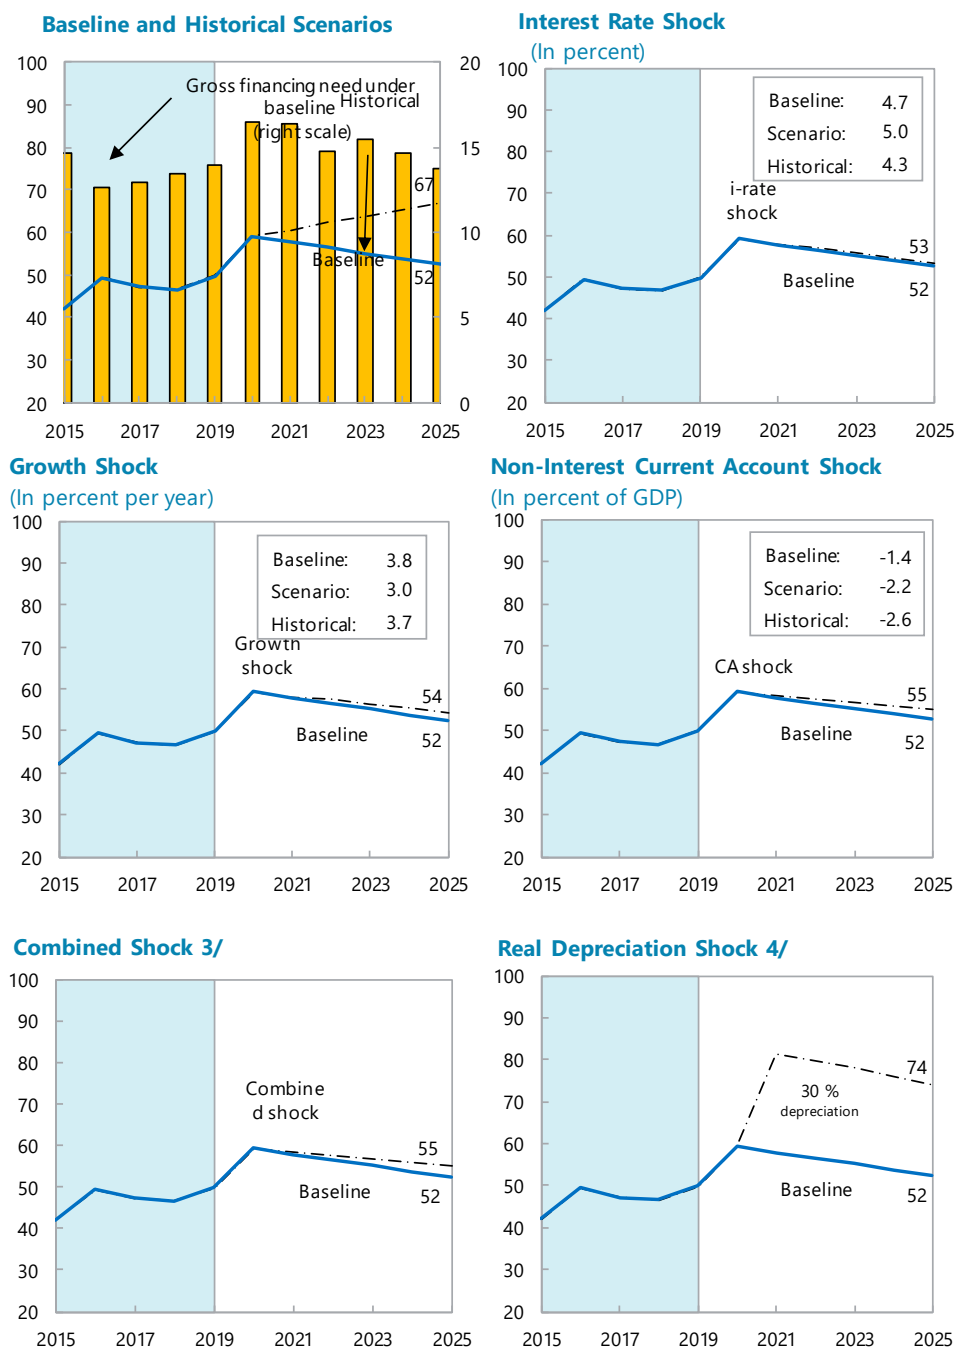 Baseline and Historical Scenarios
100
90
80
70
60
50
40
30
20
20
15
10
5
0
Gross financing need under
baseline
(right scale)
Historical
67
Baseline
52
2015 2017 2019 2021 2023 2025
Interest Rate Shock
(In percent)
100
90
80
70
60
50
40
30
20
Baseline: 4.7
Scenario: 5.0
Historical: 4.3
i-rate
shock
53
Baseline
52
2015 2017 2019 2021 2023 2025
Growth Shock
(In percent per year)
100
90
80
70
60
50
40
30
20
Baseline: 3.8
Scenario: 3.0
Historical: 3.7
Growth
shock
54
Baseline
52
2015 2017 2019 2021 2023 2025
Non-Interest Current Account Shock
(In percent of GDP)
100
90
80
70
60
50
40
30
20
Baseline: -1.4
Scenario: -2.2
Historical: -2.6
CA shock
55
Baseline
52
2015 2017 2019 2021 2023 2025
Combined Shock 3/
100
90
80
70
60
50
40
30
20
Combine
d shock
55
Baseline
52
2015 2017 2019 2021 2023 2025
Real Depreciation Shock 4/
100
90
80
70
60
50
40
30
20
74
30 %
depreciation
Baseline
52
2015 2017 2019 2021 2023 2025